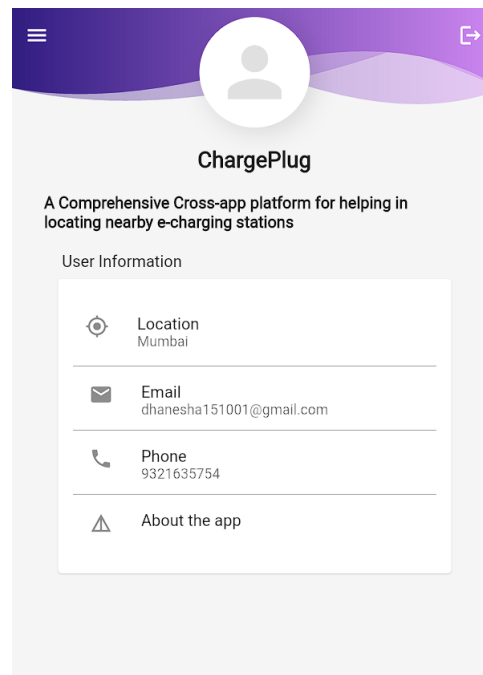 ChargePlug
A Comprehensive Cross-app platform for helping in
locating nearby e-charging stations
User Information
Location
Mumbai
Email
dhanesha151001@gmail.com
Phone
9321635754
About the app